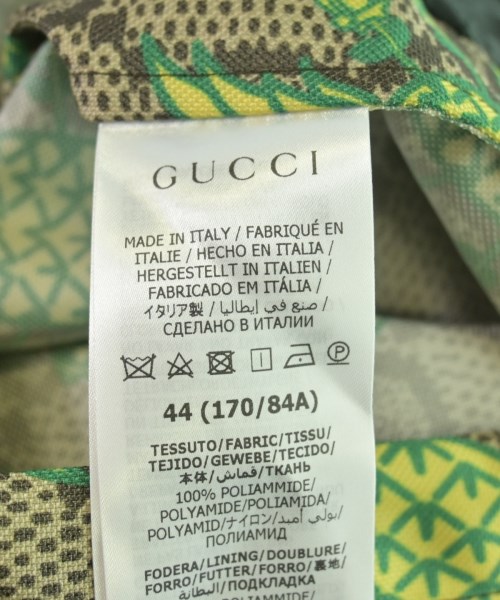 GUCCI
MADE IN ITALY / FABRIQUÉ EN
ITALIE / HECHO EN ITALIA /
HERGESTELLT IN ITALIEN /
FABRICADO EM ITÁLIA /
イタリア製 / صنع في إيطاليا /
СДЕЛАНО В ИТАЛИИ
P
44 (170/84A)
TESSUTO/FABRIC/TISSU/
TEJIDO/GEWEBE/TECIDO/
本体/قماش/ТКАНЬ
100% POLIAMMIDE/
POLYAMIDE/POLIAMIDA/
POLYAMID/ナイロン/بولي أميد/
ПОЛИАМИД
FODERA/LINING/DOUBLURE/
FORRO/FUTTER/FORRO/裏地/
البطانة/ПОДКЛАДКА